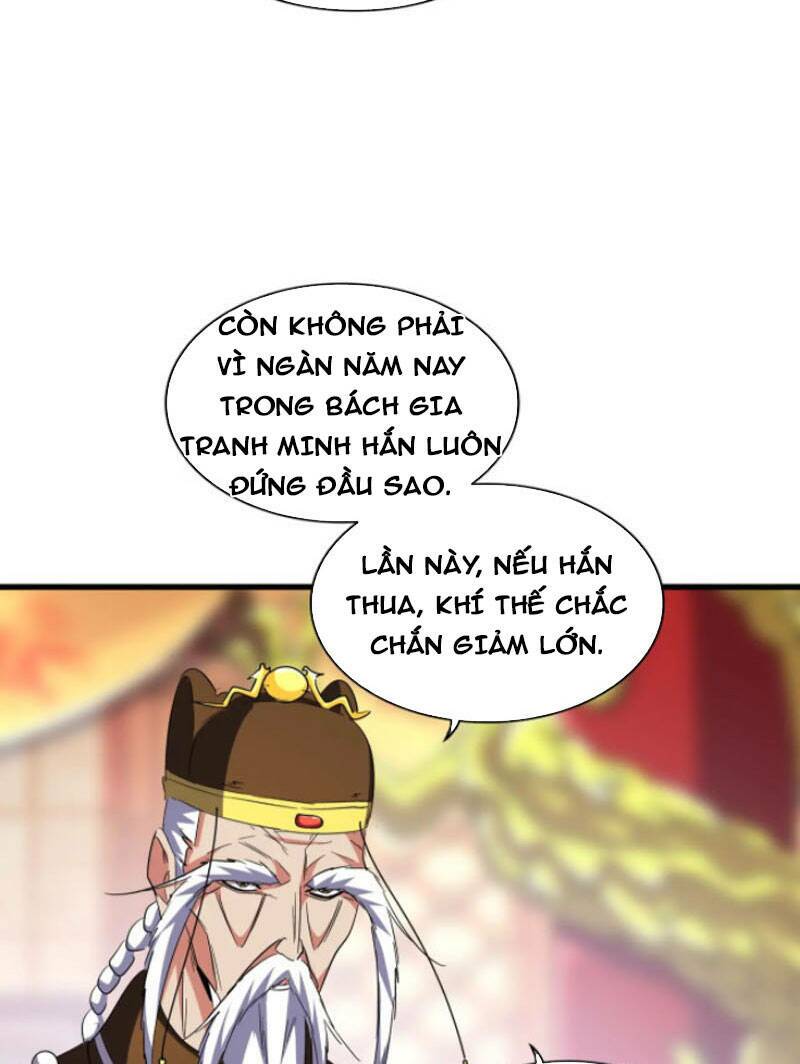 CÒN KHÔNG PHẢI
VÌ NGÀN NĂM NAY
TRONG BÁCH GIA
TRANH MINH HẮN LUÔN
ĐỨNG ĐẦU SAO.
LẦN NÀY, NẾU HẮN
THUA, KHÍ THẾ CHẮC
CHẮN GIẢM LỚN.